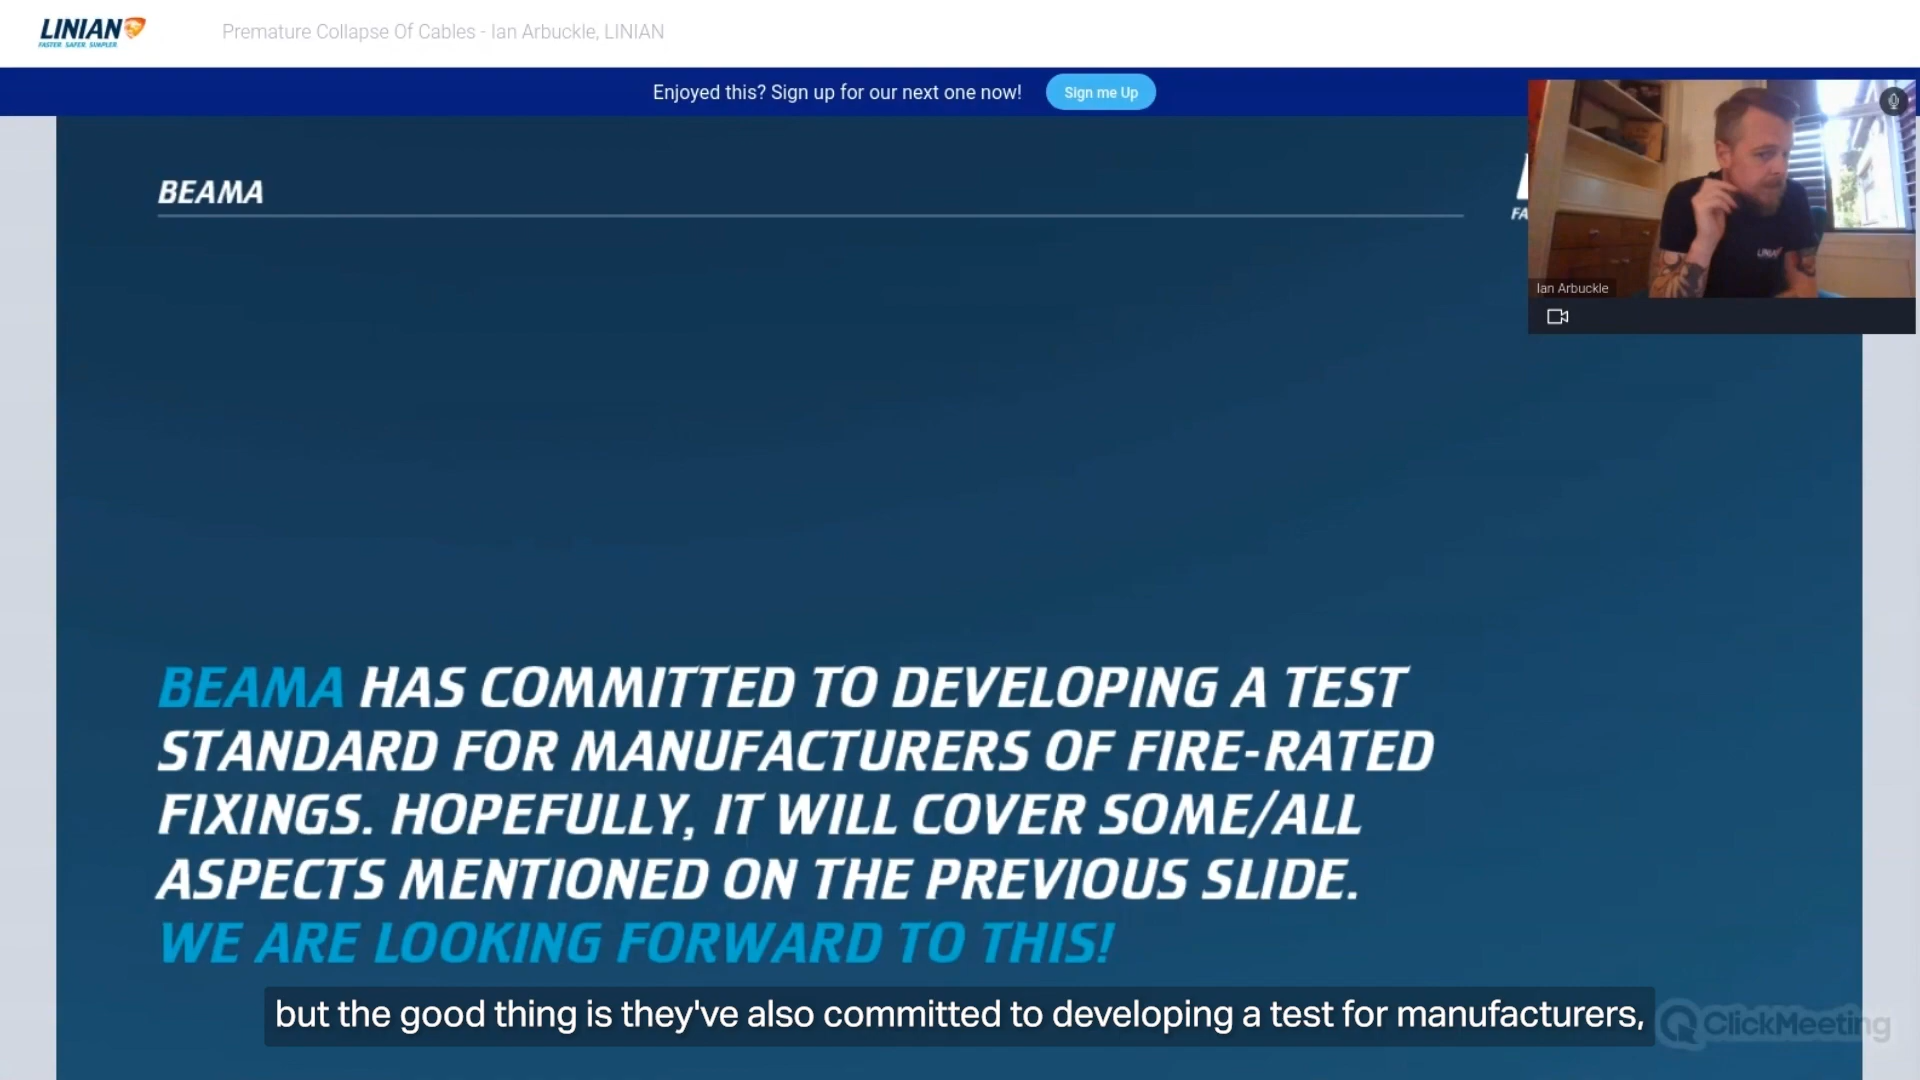 LINIAN
FASTER SAFER SIMPLER
Premature Collapse Of Cables - Ian Arbuckle, LINIAN
Enjoyed this? Sign up for our next one now!
Sign me Up
BEAMA
FA
LINIAN
Ian Arbuckle
BEAMA HAS COMMITTED TO DEVELOPING A TEST
STANDARD FOR MANUFACTURERS OF FIRE-RATED
FIXINGS. HOPEFULLY, IT WILL COVER SOME/ALL
ASPECTS MENTIONED ON THE PREVIOUS SLIDE.
WE ARE LOOKING FORWARD TO THIS!
but the good thing is they've also committed to developing a test for manufacturers,
ClickMeeting